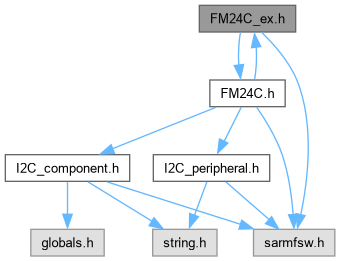 FM24C_ex.h
FM24C.h
I2C_component.h
I2C_peripheral.h
globals.h
string.h
sarmfsw.h